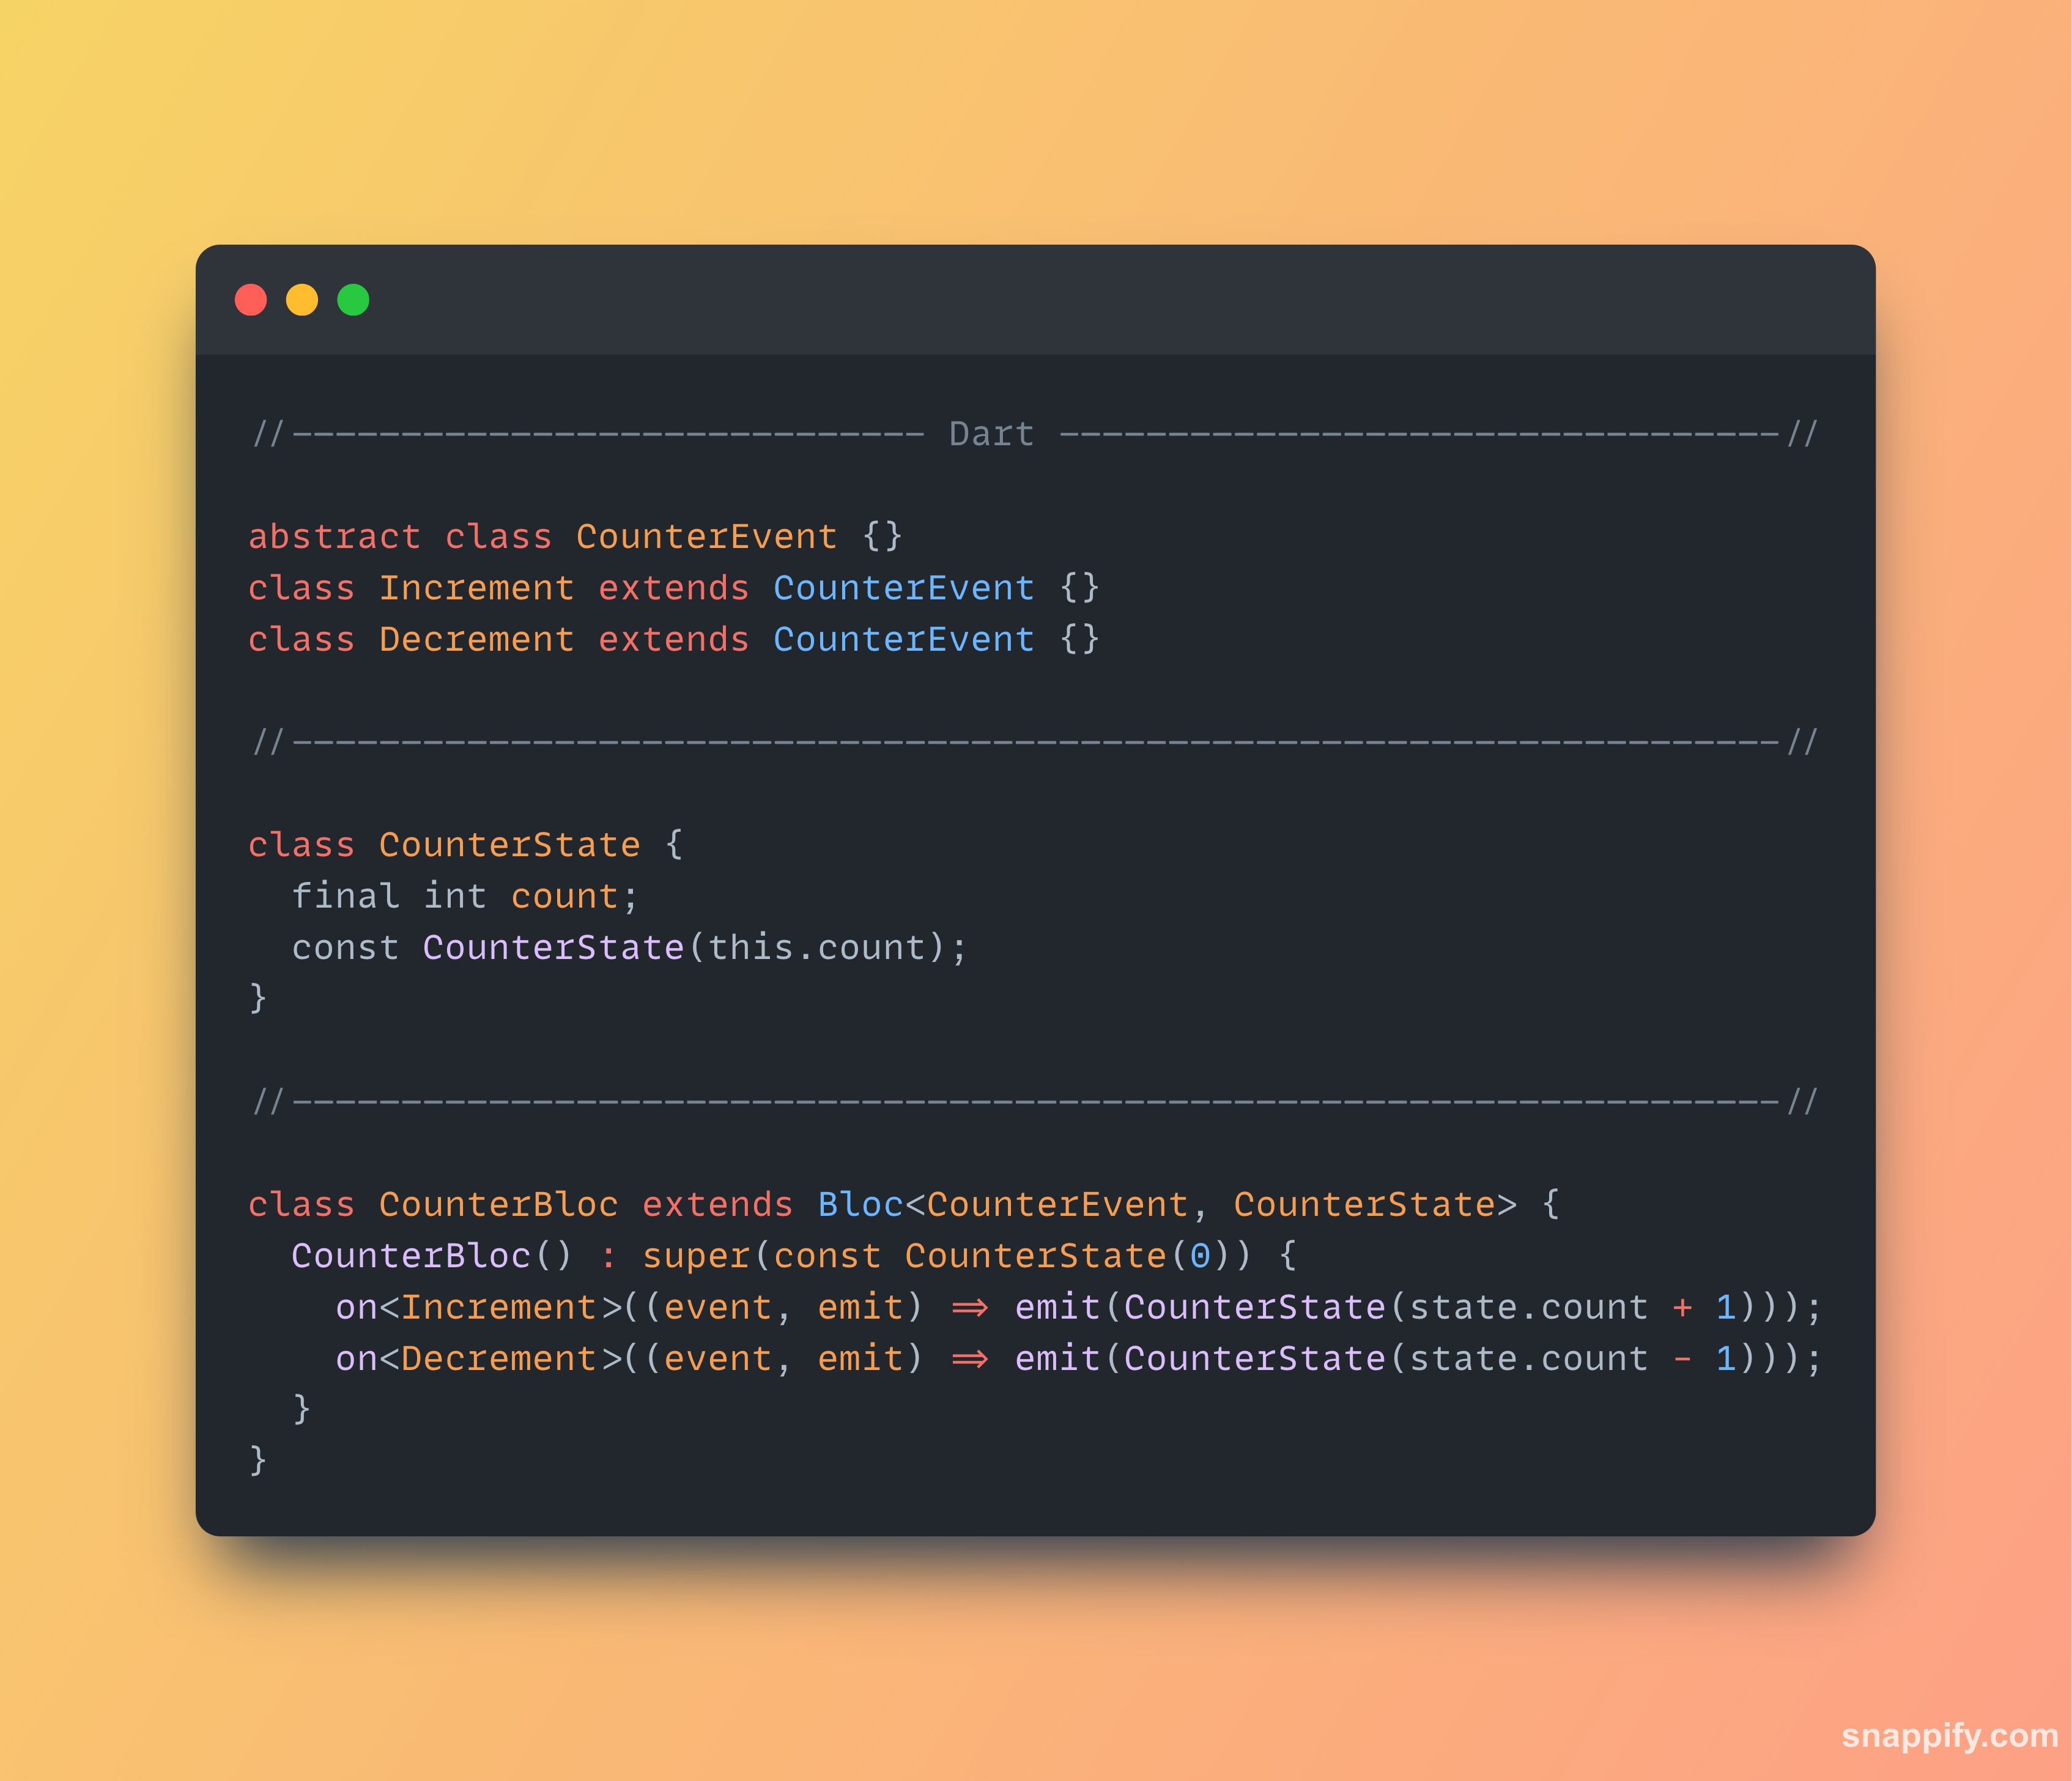 //----------------------------- Dart ---------------------------------//
abstract class CounterEvent {}
class Increment extends CounterEvent {}
class Decrement extends CounterEvent {}
//--------------------------------------------------------------------//
class CounterState {
  final int count;
  const CounterState(this.count);
}
//--------------------------------------------------------------------//
class CounterBloc extends Bloc<CounterEvent, CounterState> {
  CounterBloc() : super(const CounterState(0)) {
    on<Increment>((event, emit) => emit(CounterState(state.count + 1)));
    on<Decrement>((event, emit) => emit(CounterState(state.count - 1)));
  }
}
snappify.com